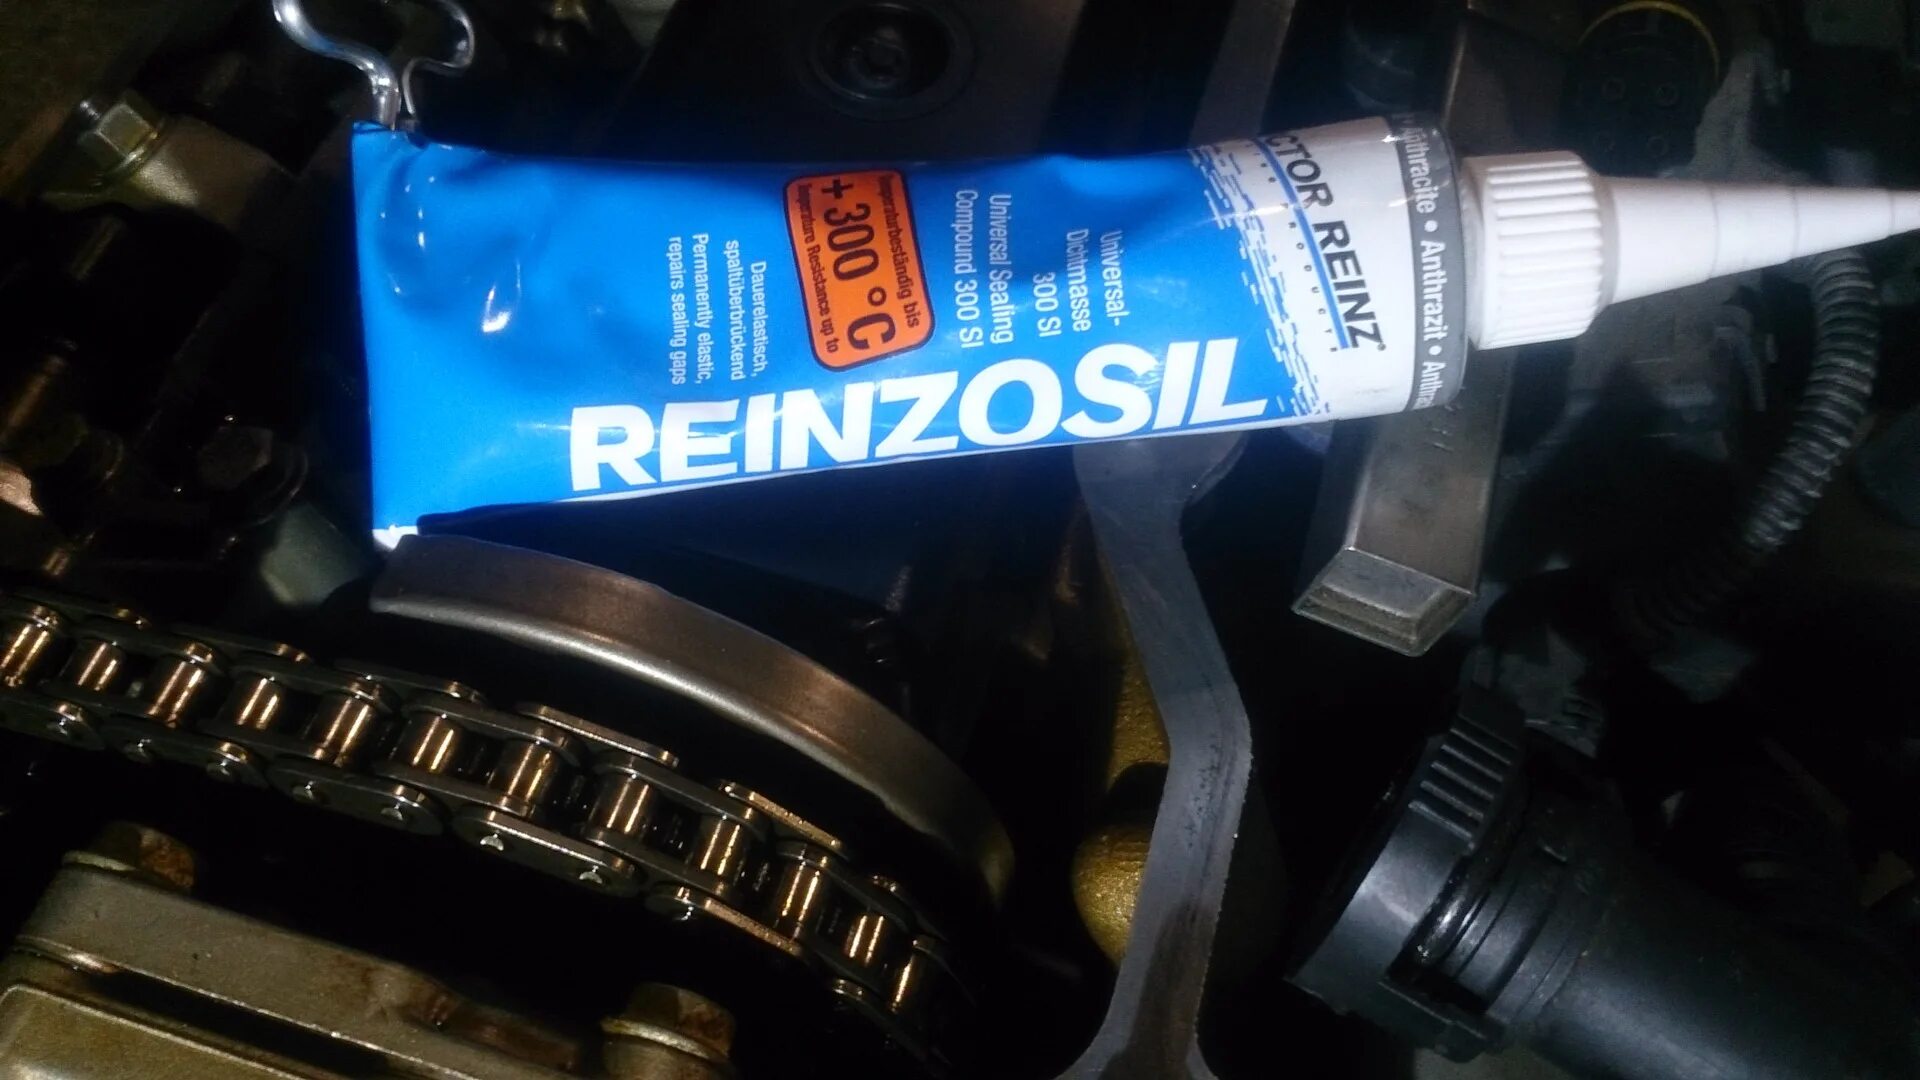 CTOR REINZ®
PRODUCT
Anthracite • Anthrazit •
REINZOSIL
Universal-
Dichtmasse
300 SI
Universal Sealing
Compound 300 SI
Temperaturbeständig bis
+ 300 °C
Temperature Resistance up to
Dauerelastisch,
spaltüberbrückend
Permanently elastic,
repairs sealing gaps